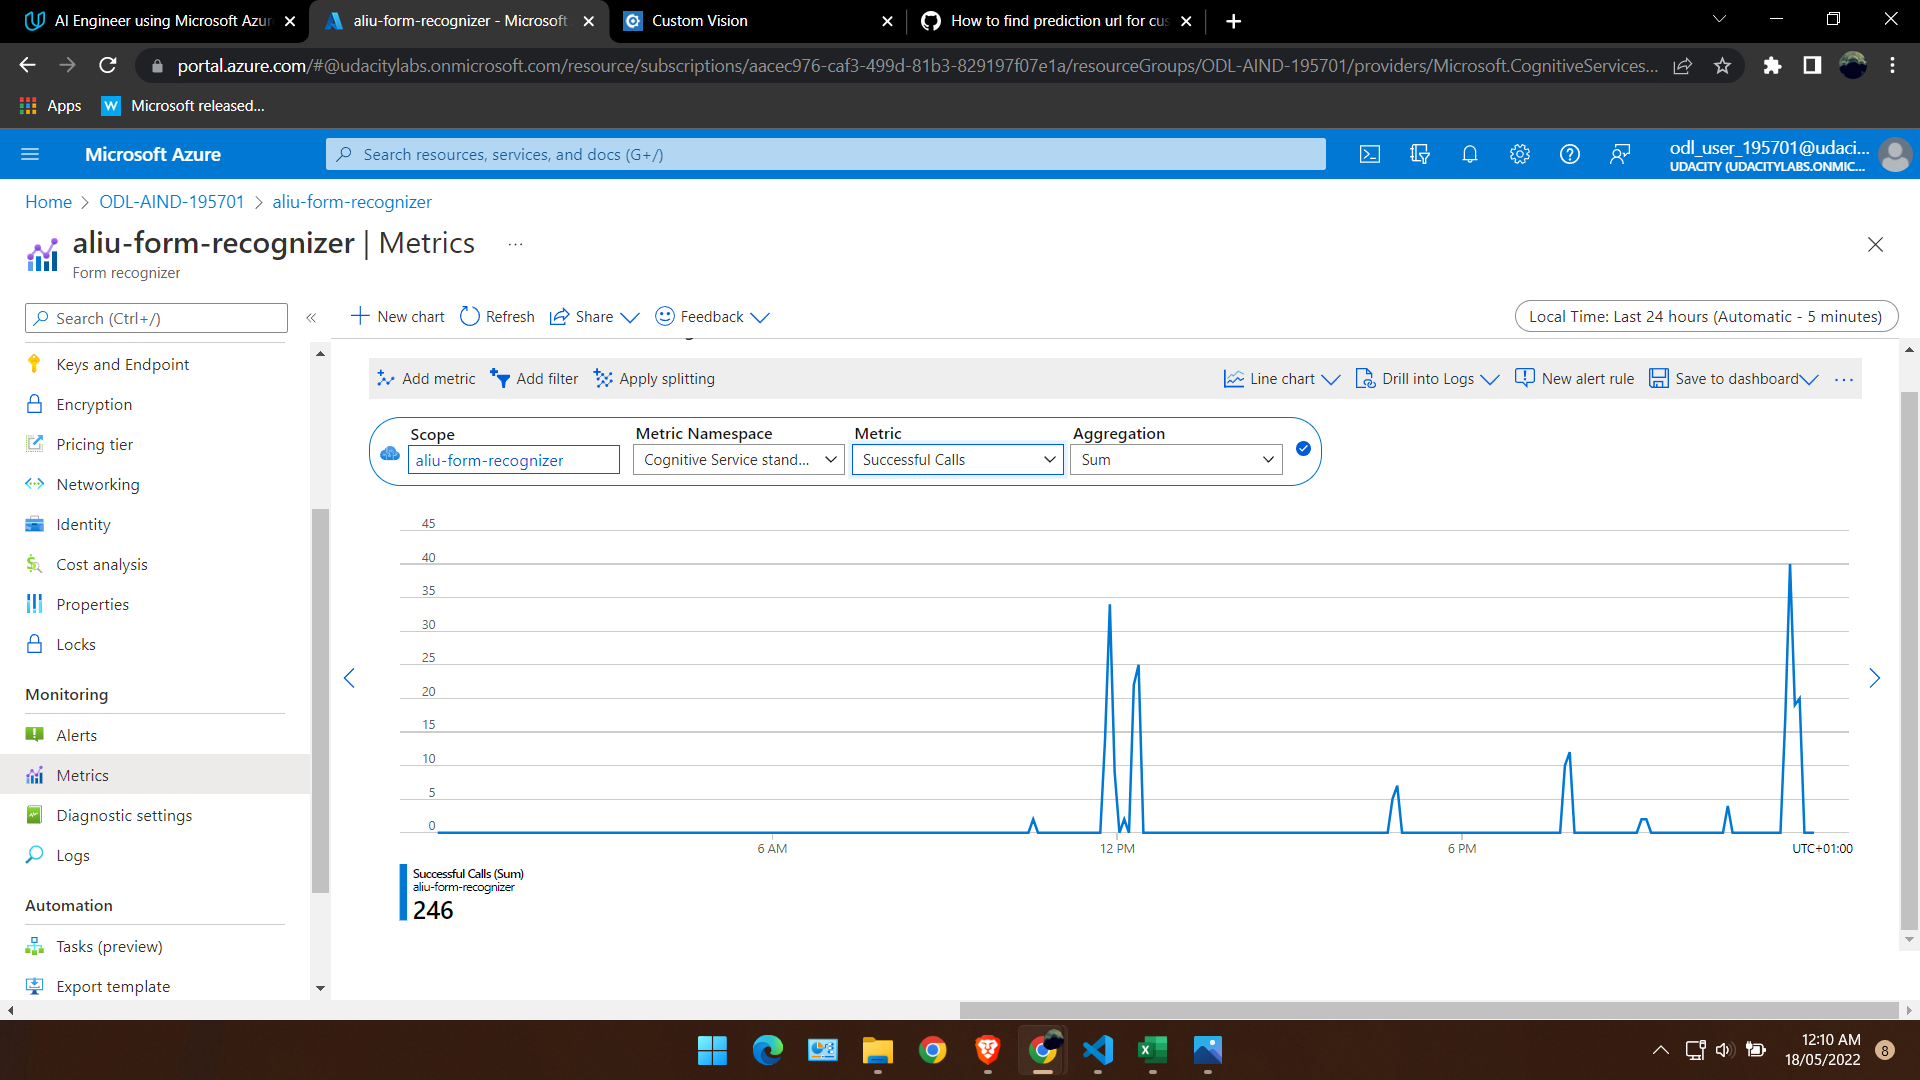 AI Engineer using Microsoft Azur
aliu-form-recognizer - Microsoft
Custom Vision
How to find prediction url for cus
portal.azure.com/#@udacitylabs.onmicrosoft.com/resource/subscriptions/aacec976-caf3-499d-81b3-829197f07e1a/resourceGroups/ODL-AIND-195701/providers/Microsoft.CognitiveServices...
Apps
Microsoft released...
Microsoft Azure
Search resources, services, and docs (G+/)
odl_user_195701@udaci...
UDACITY (UDACITYLABS.ONMIC...
Home > ODL-AIND-195701 > aliu-form-recognizer
aliu-form-recognizer | Metrics ...
Form recognizer
Search (Ctrl+/)
«
New chart
Refresh
Share
Feedback
Local Time: Last 24 hours (Automatic - 5 minutes)
Keys and Endpoint
Encryption
Pricing tier
Networking
Identity
Cost analysis
Properties
Locks
Monitoring
Alerts
Metrics
Diagnostic settings
Logs
Automation
Tasks (preview)
Export template
Add metric
Add filter
Apply splitting
Line chart
Drill into Logs
New alert rule
Save to dashboard
...
Scope
aliu-form-recognizer
Metric Namespace
Cognitive Service stand...
Metric
Successful Calls
Aggregation
Sum
45
40
35
30
25
20
15
10
5
0
6 AM
12 PM
6 PM
UTC+01:00
Successful Calls (Sum)
aliu-form-recognizer
246
12:10 AM
18/05/2022
8